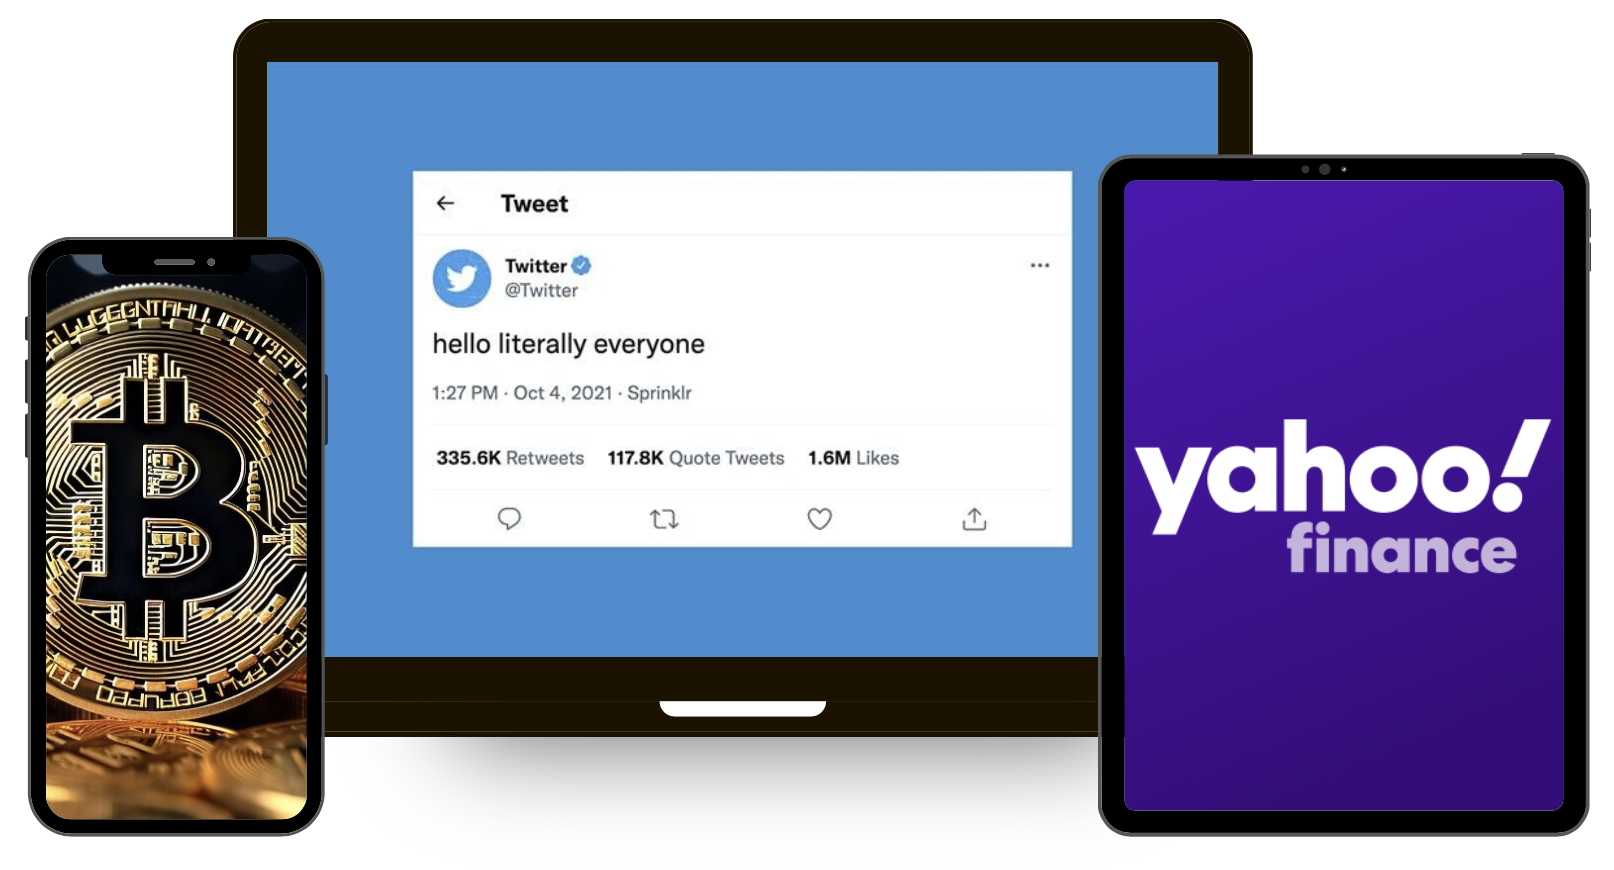 Tweet
Twitter
@Twitter
hello literally everyone
1:27 PM · Oct 4, 2021 · Sprinklr
335.6K Retweets 117.8K Quote Tweets 1.6M Likes
yahoo!
finance